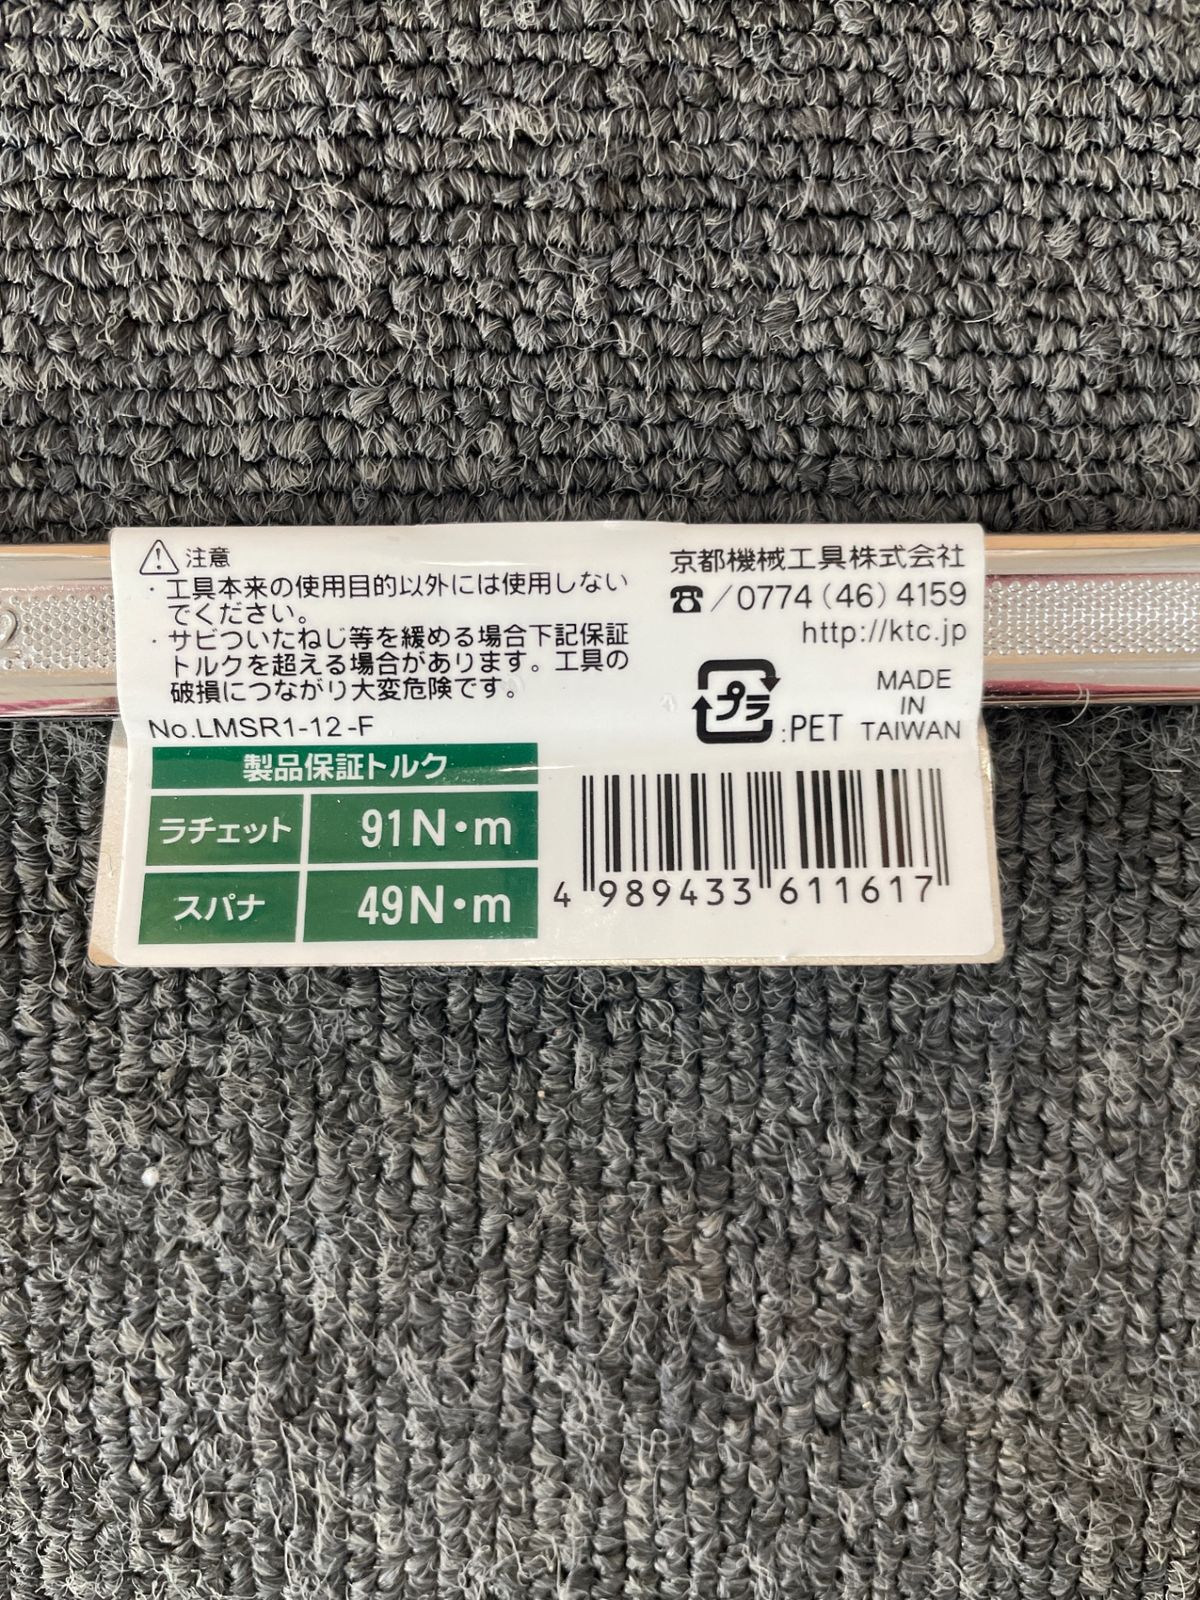 2
⚠注意
・工具本来の使用目的以外には使用しない
でください。
・サビついたねじ等を緩める場合下記保証
トルクを超える場合があります。工具の
破損につながり大変危険です。
No.LMSR1-12-F
製品保証トルク
ラチェット 91N・m
スパナ 49N・m
京都機械工具株式会社
☎/0774(46)4159
http://ktc.jp
プラ
:PET
MADE
IN
TAIWAN
4 989433 611617